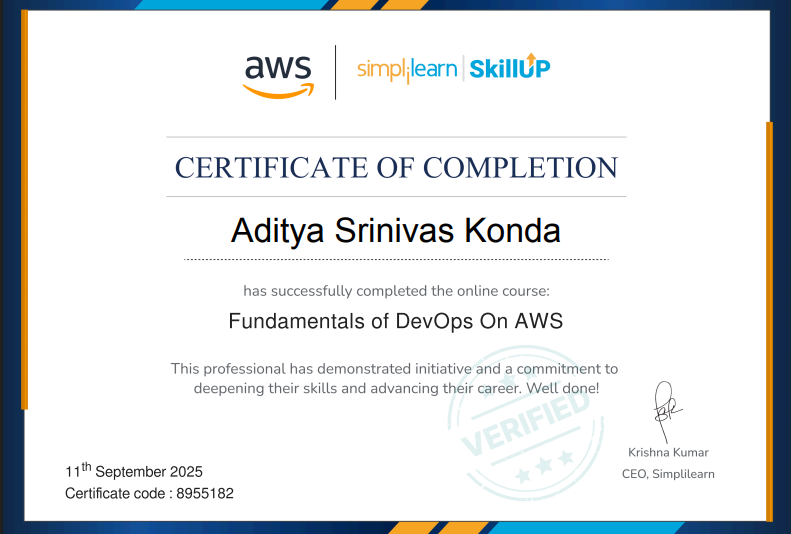 aws
simplilearn | SkillUP
CERTIFICATE OF COMPLETION
Aditya Srinivas Konda
has successfully completed the online course:
Fundamentals of DevOps On AWS
This professional has demonstrated initiative and a commitment to
deepening their skills and advancing their career. Well done!
VERIFIED
Krishna Kumar
CEO, Simplilearn
11th September 2025
Certificate code : 8955182